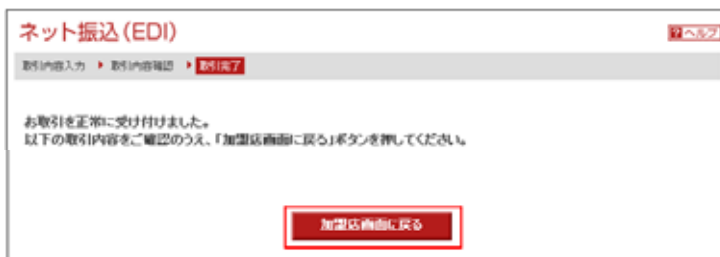 ネット振込(EDI)
? ヘルプ
取引内容入力 ▶ 取引内容確認 ▶ 取引完了
お取引を正常に受け付けました。
以下の取引内容をご確認のうえ、「加盟店画面に戻る」ボタンを押してください。
加盟店画面に戻る